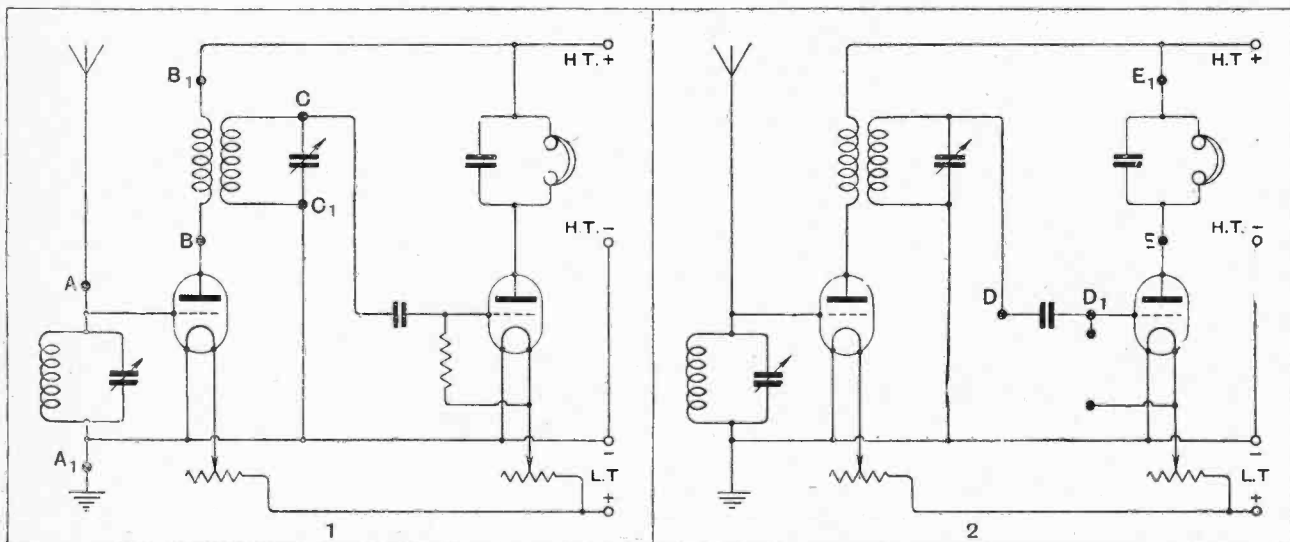 H.T.+
B1
C
C1
H.T.-
B
A
A1
-
L.T
+
1
H.T +
E1
H.T.-
E
D
D1
-
L.T
+
2